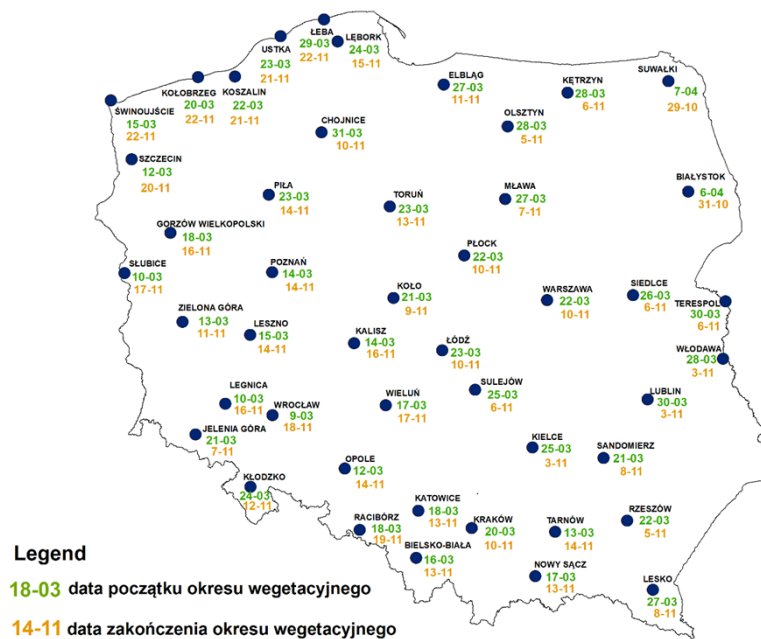 ŁEBA
29-03
22-11
LĘBORK
24-03
15-11
USTKA
23-03
21-11
KOŁOBRZEG
20-03
22-11
KOSZALIN
22-03
21-11
ŚWINOUJŚCIE
15-03
22-11
SZCZECIN
12-03
20-11
CHOJNICE
31-03
10-11
ELBLĄG
27-03
11-11
KĘTRZYN
28-03
6-11
SUWAŁKI
7-04
29-10
OLSZTYN
28-03
5-11
BIAŁYSTOK
6-04
31-10
PIŁA
23-03
14-11
TORUŃ
23-03
13-11
MŁAWA
27-03
7-11
GORZÓW WIELKOPOLSKI
18-03
16-11
PŁOCK
22-03
10-11
SŁUBICE
10-03
17-11
POZNAŃ
14-03
14-11
KOŁO
21-03
9-11
WARSZAWA
22-03
10-11
SIEDLCE
26-03
6-11
TERESPOL
30-03
6-11
ZIELONA GÓRA
13-03
11-11
LESZNO
15-03
14-11
KALISZ
14-03
16-11
ŁÓDŹ
23-03
10-11
WŁODAWA
28-03
3-11
SULEJÓW
25-03
6-11
LEGNICA
10-03
16-11
WROCŁAW
9-03
18-11
WIELUŃ
17-03
17-11
LUBLIN
30-03
3-11
JELENIA GÓRA
21-03
7-11
KIELCE
25-03
3-11
SANDOMIERZ
21-03
8-11
OPOLE
12-03
14-11
KŁODZKO
24-03
12-11
KATOWICE
18-03
13-11
RACIBÓRZ
18-03
19-11
KRAKÓW
20-03
10-11
TARNÓW
13-03
14-11
RZESZÓW
22-03
5-11
BIELSKO-BIAŁA
16-03
13-11
NOWY SĄCZ
17-03
13-11
LESKO
27-03
8-11
Legend
18-03 data początku okresu wegetacyjnego
14-11 data zakończenia okresu wegetacyjnego